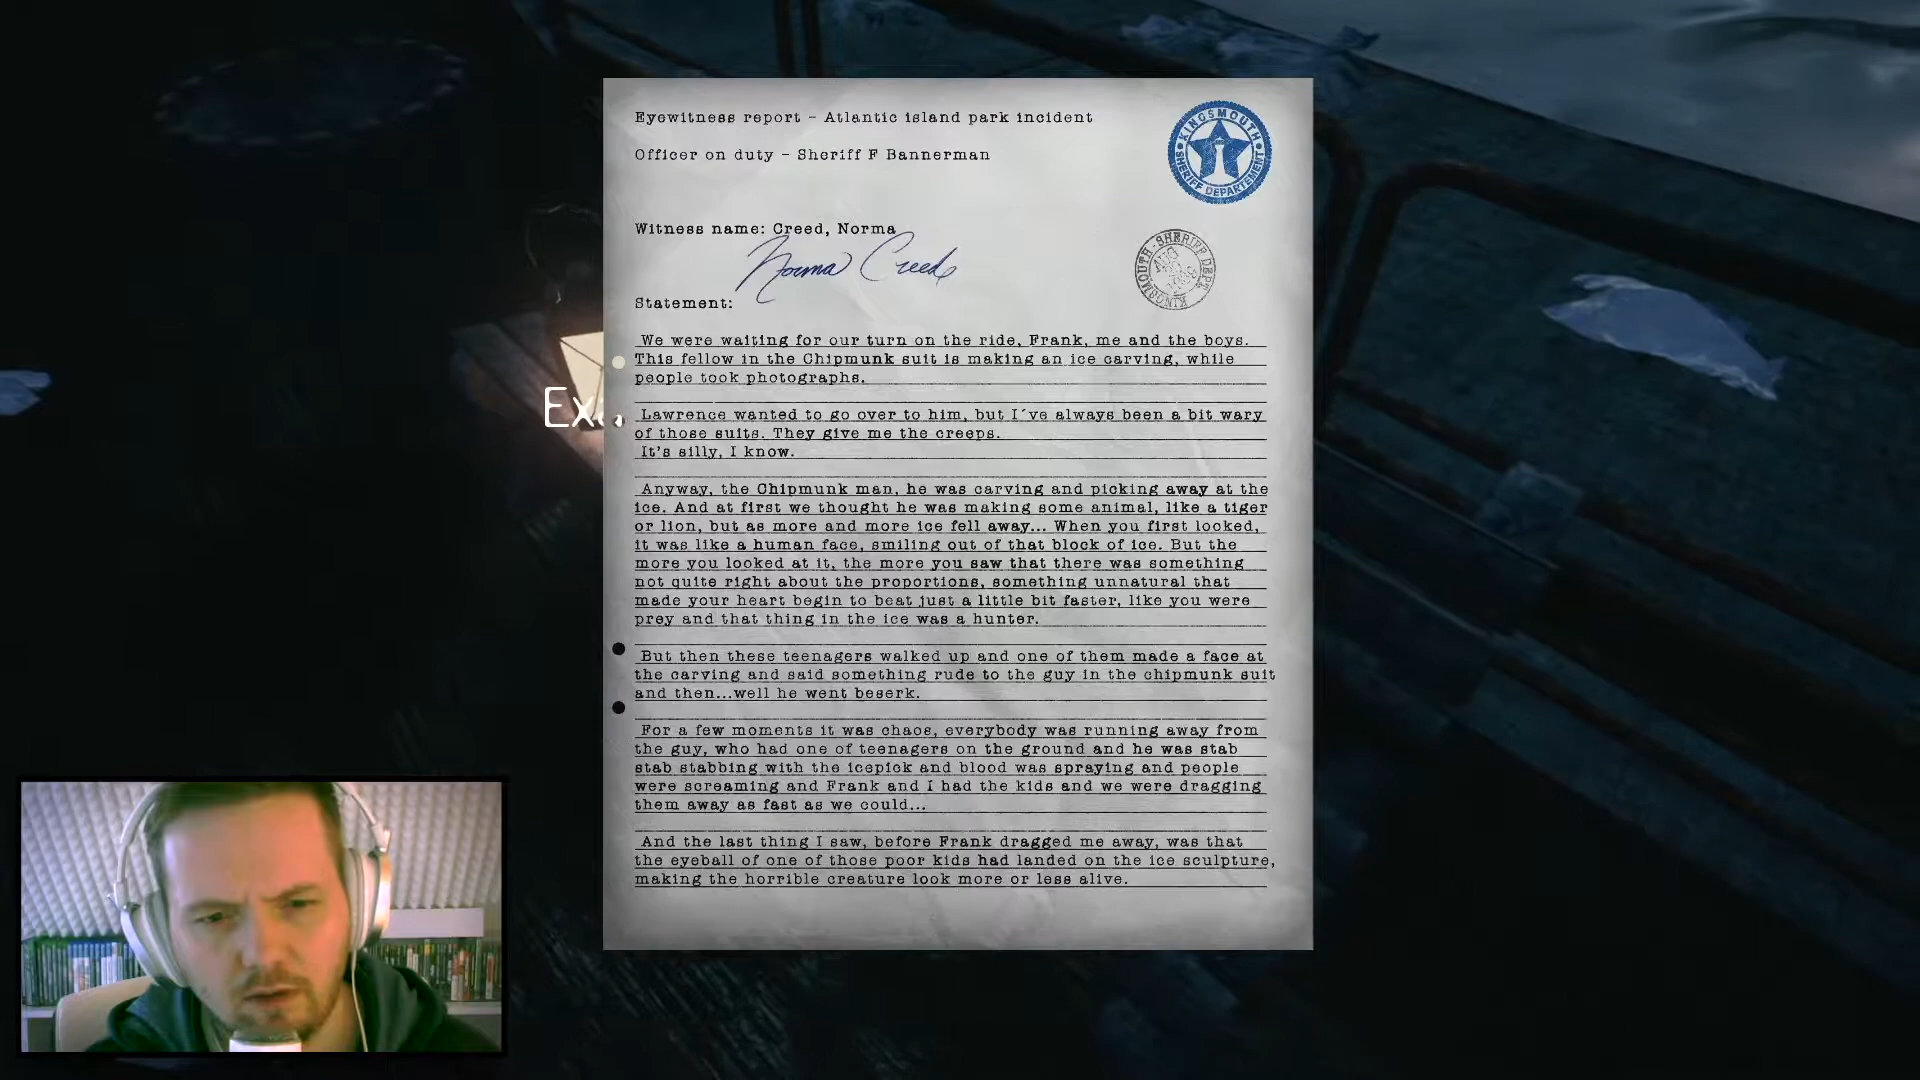 Eyewitness report - Atlantic island park incident
Officer on duty - Sheriff F Bannerman
KINGSMOUTH
SHERIFF DEPARTEMENT
Witness name: Creed, Norma
Norma Creed
KINGSMOUTH - SHERIFF DEPT.
AUG
Statement:
We were waiting for our turn on the ride, Frank, me and the boys.
This fellow in the Chipmunk suit is making an ice carving, while
people took photographs.
Ex
Lawrence wanted to go over to him, but I´ve always been a bit wary
of those suits. They give me the creeps.
It's silly, I know.
Anyway, the Chipmunk man, he was carving and picking away at the
ice. And at first we thought he was making some animal, like a tiger
or lion, but as more and more ice fell away... When you first looked,
it was like a human face, smiling out of that block of ice. But the
more you looked at it, the more you saw that there was something
not quite right about the proportions, something unnatural that
made your heart begin to beat just a little bit faster, like you were
prey and that thing in the ice was a hunter.
But then these teenagers walked up and one of them made a face at
the carving and said something rude to the guy in the chipmunk suit
and then...well he went beserk.
For a few moments it was chaos, everybody was running away from
the guy, who had one of teenagers on the ground and he was stab
stab stabbing with the icepick and blood was spraying and people
were screaming and Frank and I had the kids and we were dragging
them away as fast as we could...
And the last thing I saw, before Frank dragged me away, was that
the eyeball of one of those poor kids had landed on the ice sculpture,
making the horrible creature look more or less alive.